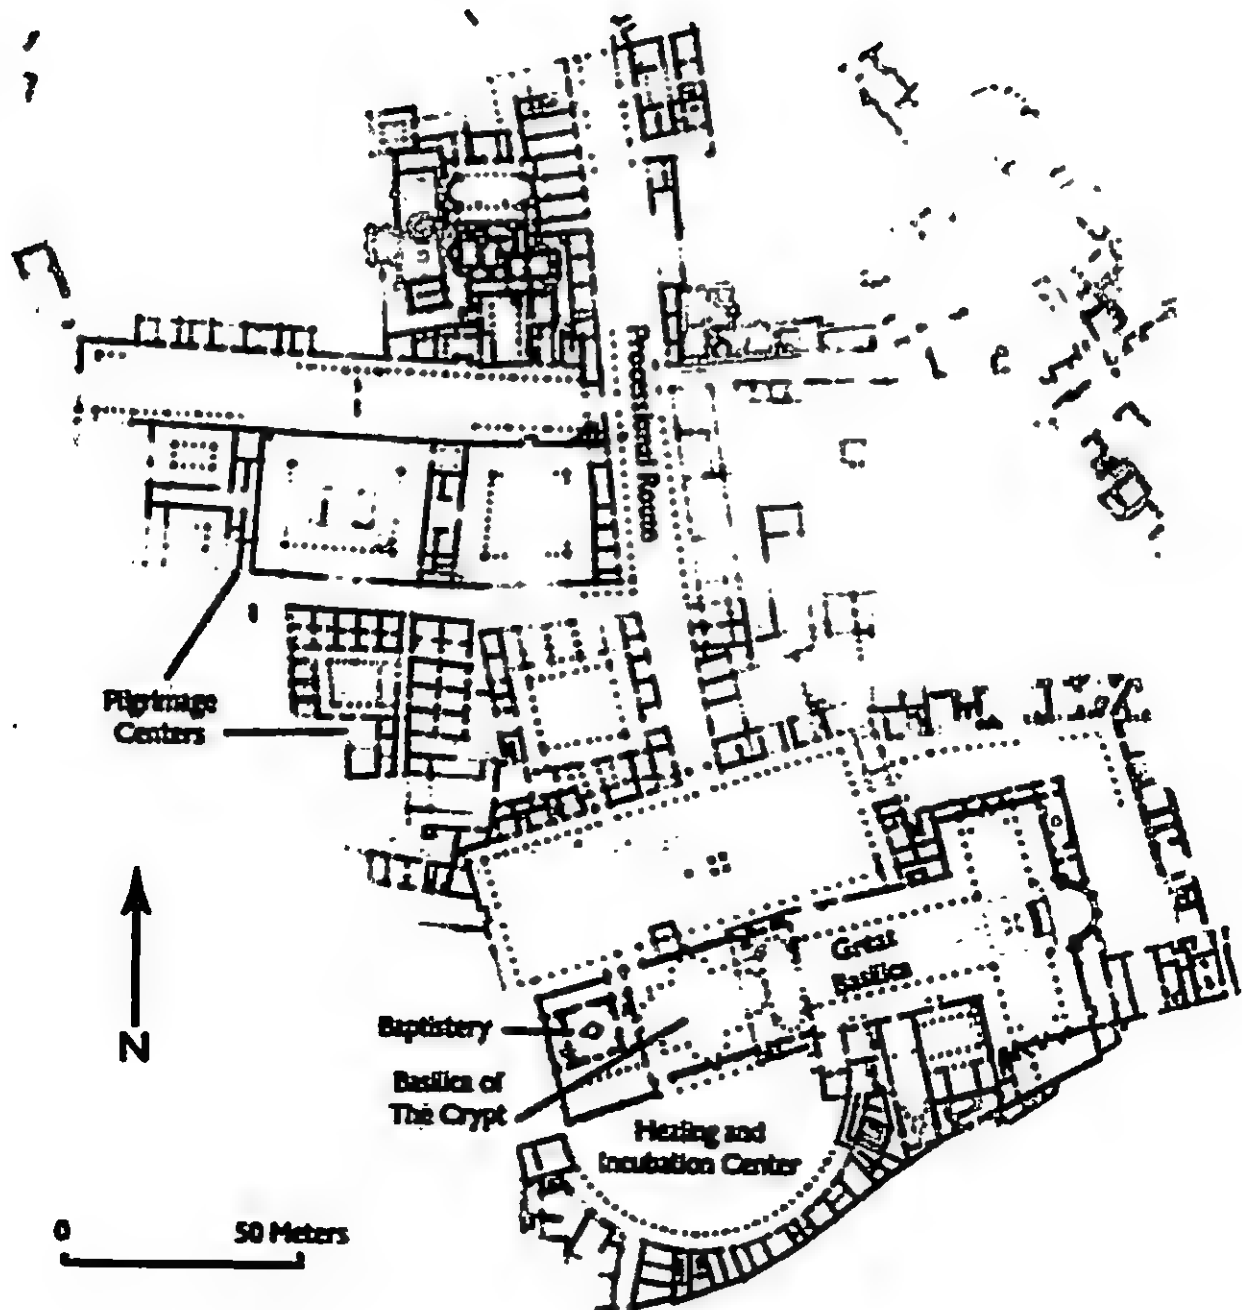 Processional Route
Pilgrimage
Centers
Great
Basilica
Baptistery
Basilica of
The Crypt
Healing and
Incubation Center
N
0 50 Meters